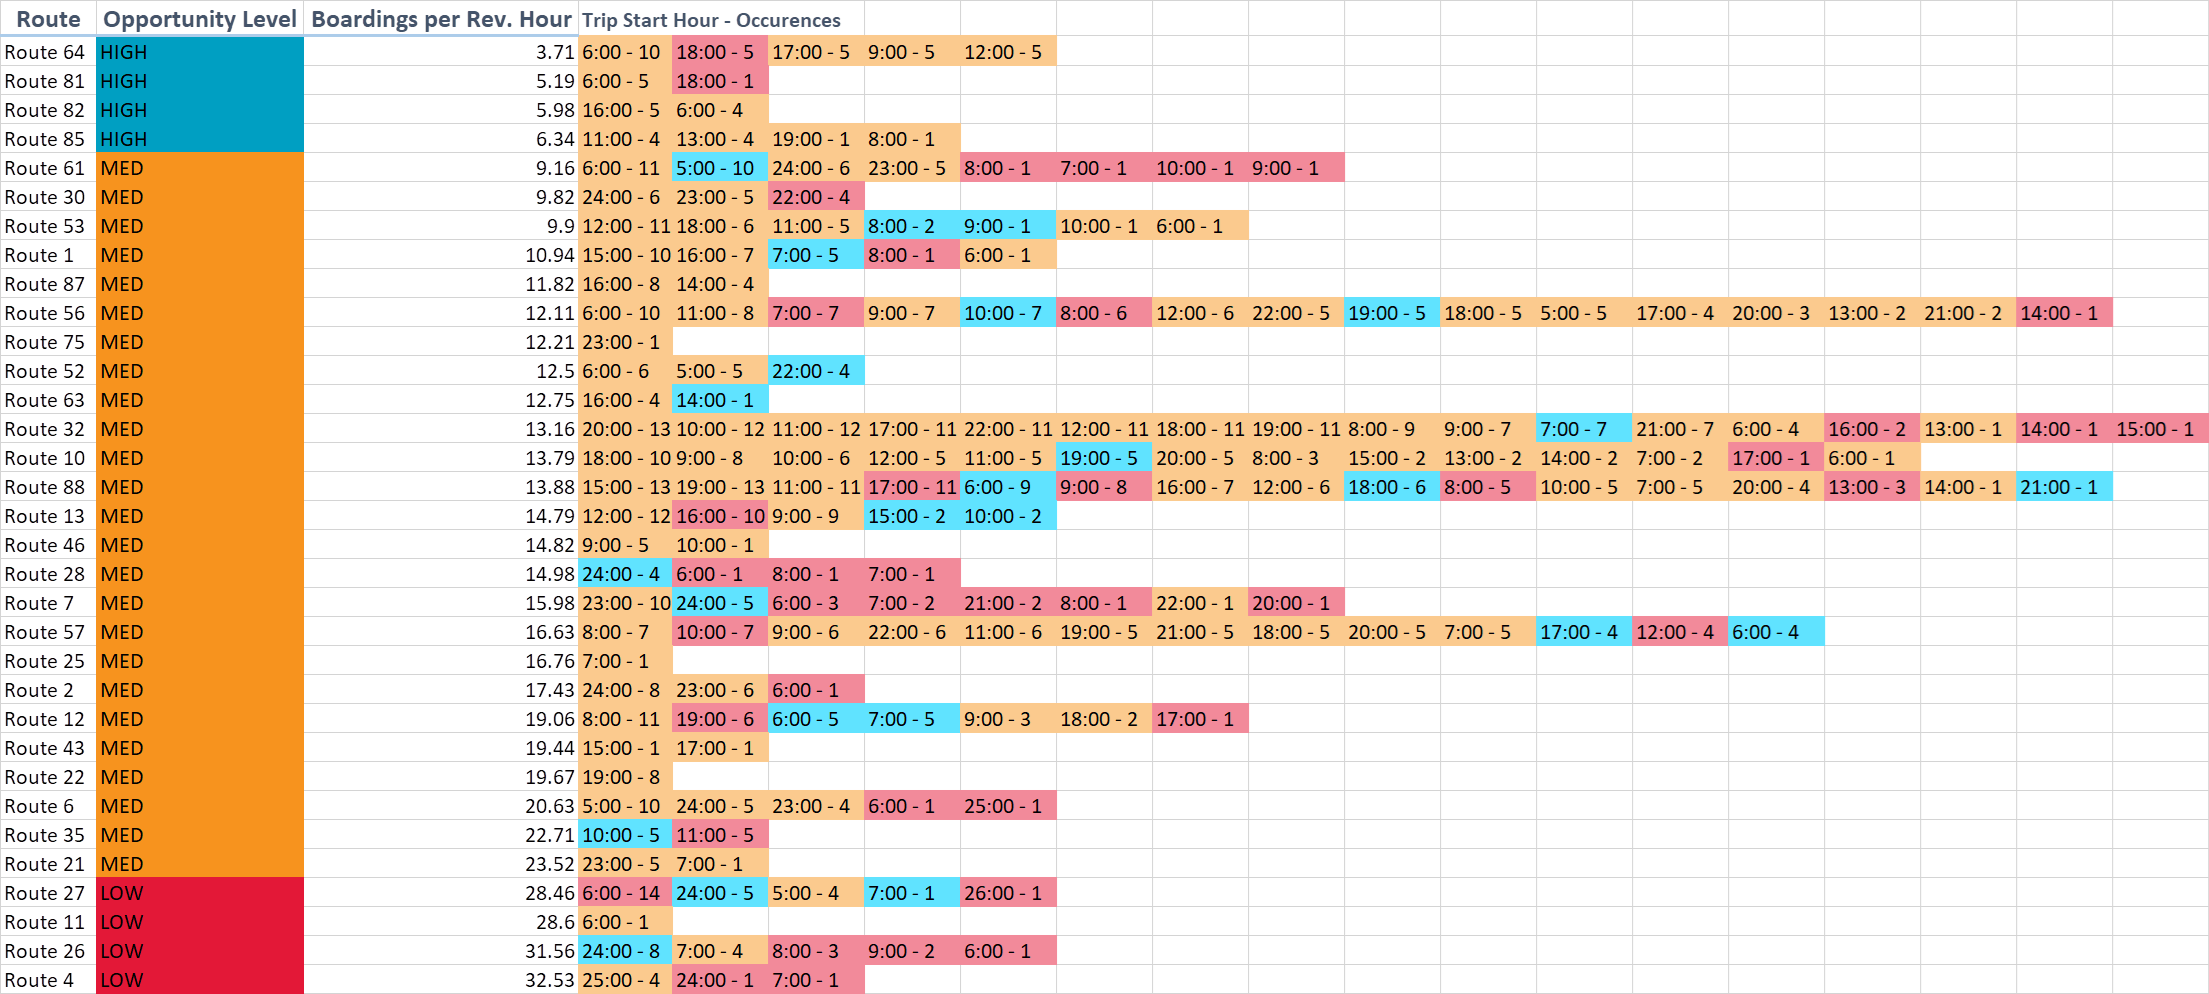 Route Opportunity Level Boardings per Rev. Hour Trip Start Hour - Occurences
Route 64 HIGH 3.71 6:00 - 10 18:00 - 5 17:00 - 5 9:00 - 5 12:00 - 5
Route 81 HIGH 5.19 6:00 - 5 18:00 - 1
Route 82 HIGH 5.98 16:00 - 5 6:00 - 4
Route 85 HIGH 6.34 11:00 - 4 13:00 - 4 19:00 - 1 8:00 - 1
Route 61 MED 9.16 6:00 - 11 5:00 - 10 24:00 - 6 23:00 - 5 8:00 - 1 7:00 - 1 10:00 - 1 9:00 - 1
Route 30 MED 9.82 24:00 - 6 23:00 - 5 22:00 - 4
Route 53 MED 9.9 12:00 - 11 18:00 - 6 11:00 - 5 8:00 - 2 9:00 - 1 10:00 - 1 6:00 - 1
Route 1 MED 10.94 15:00 - 10 16:00 - 7 7:00 - 5 8:00 - 1 6:00 - 1
Route 87 MED 11.82 16:00 - 8 14:00 - 4
Route 56 MED 12.11 6:00 - 10 11:00 - 8 7:00 - 7 9:00 - 7 10:00 - 7 8:00 - 6 12:00 - 6 22:00 - 5 19:00 - 5 18:00 - 5 5:00 - 5 17:00 - 4 20:00 - 3 13:00 - 2 21:00 - 2 14:00 - 1
Route 75 MED 12.21 23:00 - 1
Route 52 MED 12.5 6:00 - 6 5:00 - 5 22:00 - 4
Route 63 MED 12.75 16:00 - 4 14:00 - 1
Route 32 MED 13.16 20:00 - 13 10:00 - 12 11:00 - 12 17:00 - 11 22:00 - 11 12:00 - 11 18:00 - 11 19:00 - 11 8:00 - 9 9:00 - 7 7:00 - 7 21:00 - 7 6:00 - 4 16:00 - 2 13:00 - 1 14:00 - 1 15:00 - 1
Route 10 MED 13.79 18:00 - 10 9:00 - 8 10:00 - 6 12:00 - 5 11:00 - 5 19:00 - 5 20:00 - 5 8:00 - 3 15:00 - 2 13:00 - 2 14:00 - 2 7:00 - 2 17:00 - 1 6:00 - 1
Route 88 MED 13.88 15:00 - 13 19:00 - 13 11:00 - 11 17:00 - 11 6:00 - 9 9:00 - 8 16:00 - 7 12:00 - 6 18:00 - 6 8:00 - 5 10:00 - 5 7:00 - 5 20:00 - 4 13:00 - 3 14:00 - 1 21:00 - 1
Route 13 MED 14.79 12:00 - 12 16:00 - 10 9:00 - 9 15:00 - 2 10:00 - 2
Route 46 MED 14.82 9:00 - 5 10:00 - 1
Route 28 MED 14.98 24:00 - 4 6:00 - 1 8:00 - 1 7:00 - 1
Route 7 MED 15.98 23:00 - 10 24:00 - 5 6:00 - 3 7:00 - 2 21:00 - 2 8:00 - 1 22:00 - 1 20:00 - 1
Route 57 MED 16.63 8:00 - 7 10:00 - 7 9:00 - 6 22:00 - 6 11:00 - 6 19:00 - 5 21:00 - 5 18:00 - 5 20:00 - 5 7:00 - 5 17:00 - 4 12:00 - 4 6:00 - 4
Route 25 MED 16.76 7:00 - 1
Route 2 MED 17.43 24:00 - 8 23:00 - 6 6:00 - 1
Route 12 MED 19.06 8:00 - 11 19:00 - 6 6:00 - 5 7:00 - 5 9:00 - 3 18:00 - 2 17:00 - 1
Route 43 MED 19.44 15:00 - 1 17:00 - 1
Route 22 MED 19.67 19:00 - 8
Route 6 MED 20.63 5:00 - 10 24:00 - 5 23:00 - 4 6:00 - 1 25:00 - 1
Route 35 MED 22.71 10:00 - 5 11:00 - 5
Route 21 MED 23.52 23:00 - 5 7:00 - 1
Route 27 LOW 28.46 6:00 - 14 24:00 - 5 5:00 - 4 7:00 - 1 26:00 - 1
Route 11 LOW 28.6 6:00 - 1
Route 26 LOW 31.56 24:00 - 8 7:00 - 4 8:00 - 3 9:00 - 2 6:00 - 1
Route 4 LOW 32.53 25:00 - 4 24:00 - 1 7:00 - 1